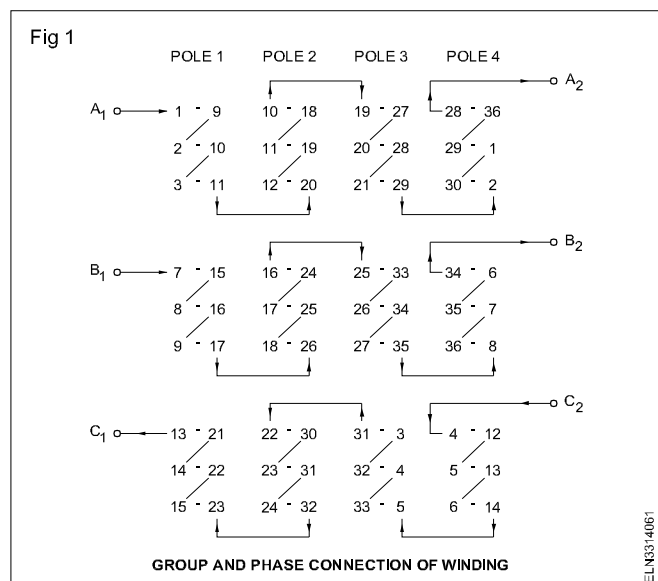 Fig 1
POLE 1 POLE 2 POLE 3 POLE 4
A2
A1 1 - 9 10 - 18 19 - 27 28 - 36
2 - 10 11 - 19 20 - 28 29 - 1
3 - 11 12 - 20 21 - 29 30 - 2
B2
B1 7 - 15 16 - 24 25 - 33 34 - 6
8 - 16 17 - 25 26 - 34 35 - 7
9 - 17 18 - 26 27 - 35 36 - 8
C2
C1 13 - 21 22 - 30 31 - 3 4 - 12
14 - 22 23 - 31 32 - 4 5 - 13
15 - 23 24 - 32 33 - 5 6 - 14
GROUP AND PHASE CONNECTION OF WINDING
ELN3314061